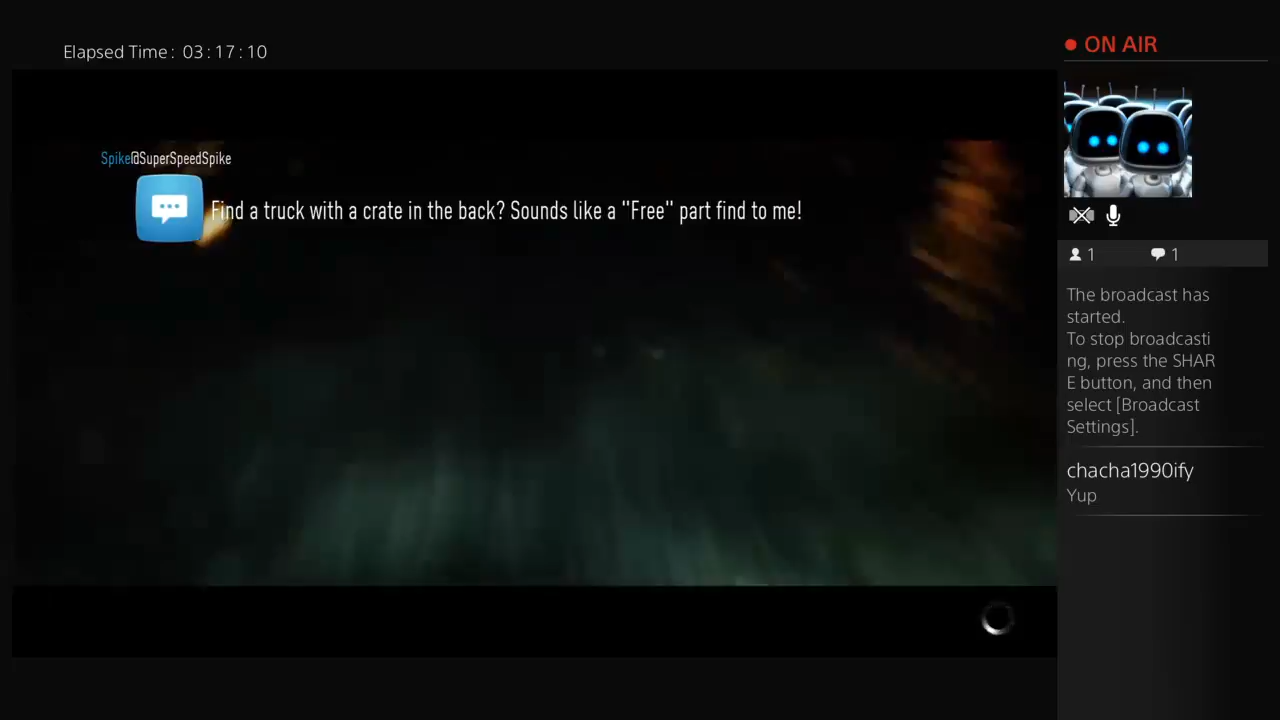 Elapsed Time: 03:17:10
ON AIR
Spike@SuperSpeedSpike
Find a truck with a crate in the back? Sounds like a "Free" part find to me!
1
1
The broadcast has
started.
To stop broadcasti
ng, press the SHAR
E button, and then
select [Broadcast
Settings].
chacha1990ify
Yup